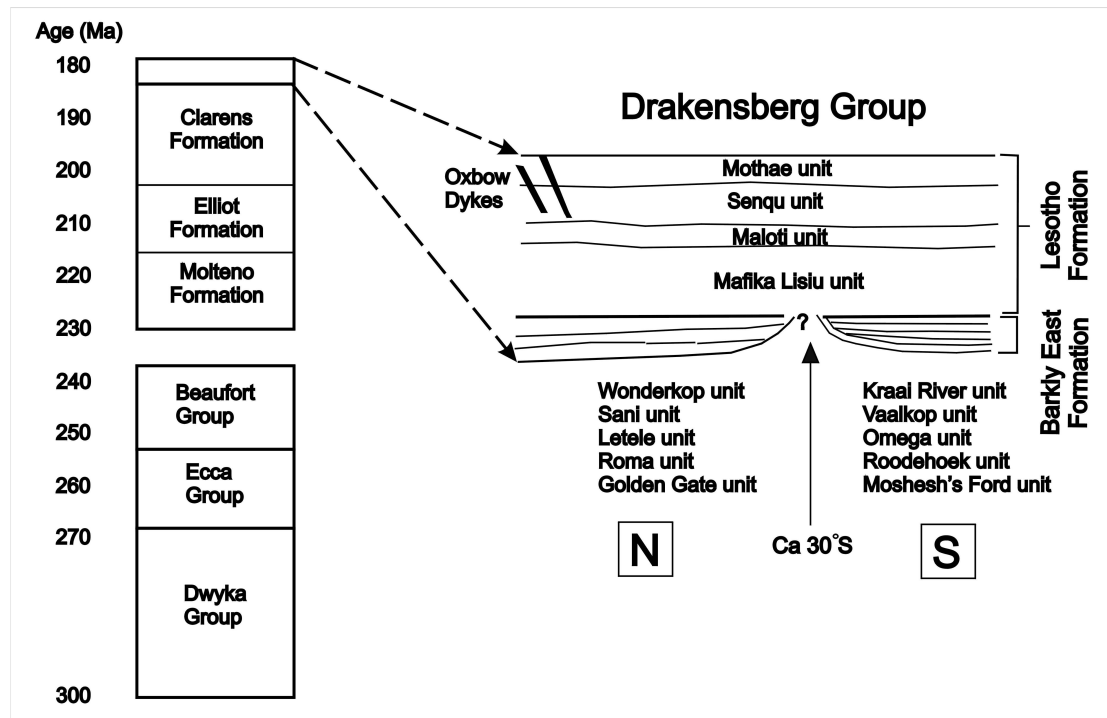 Age (Ma)
180
190
200
210
220
230
240
250
260
270
300
Clarens
Formation
Elliot
Formation
Molteno
Formation
Beaufort
Group
Ecca
Group
Dwyka
Group
Drakensberg Group
Oxbow
Dykes
Mothae unit
Senqu unit
Maloti unit
Mafika Lisiu unit
?
Lesotho
Formation
Barkly East
Formation
Wonderkop unit
Sani unit
Letele unit
Roma unit
Golden Gate unit
Kraai River unit
Vaalkop unit
Omega unit
Roodehoek unit
Moshesh's Ford unit
N
Ca 30°S
S